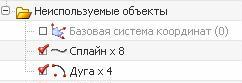 Неиспользуемые объекты
Базовая система координат (0)
Сплайн x 8
Дуга x 4